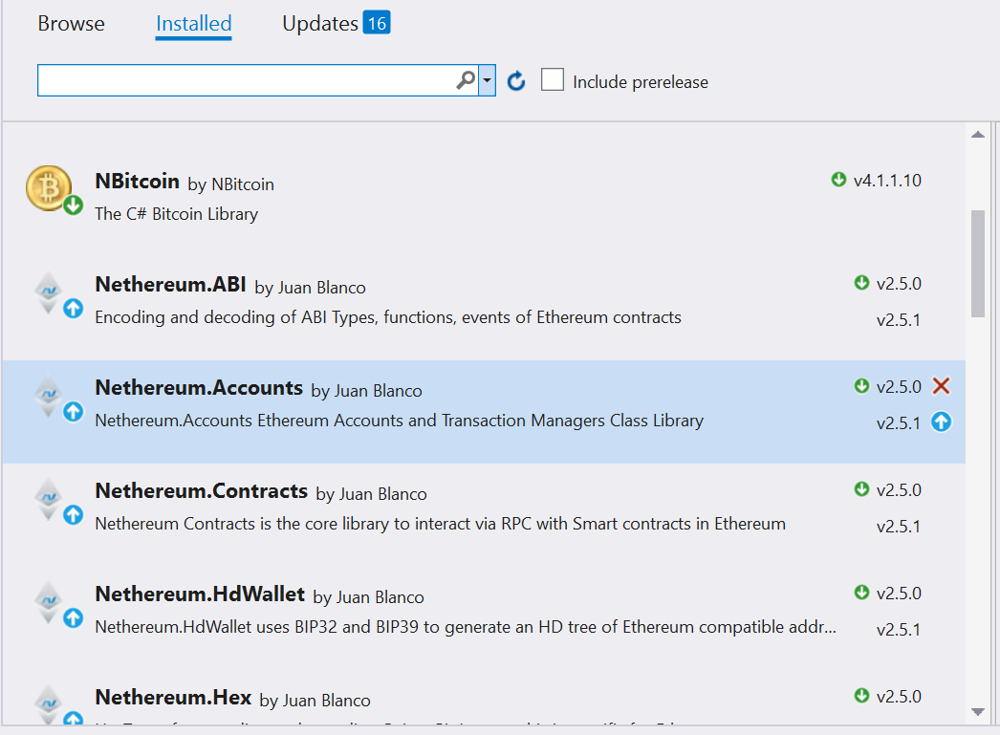 Browse Installed Updates 16
Include prerelease
NBitcoin by NBitcoin v4.1.1.10
The C# Bitcoin Library
Nethereum.ABI by Juan Blanco v2.5.0
Encoding and decoding of ABI Types, functions, events of Ethereum contracts v2.5.1
Nethereum.Accounts by Juan Blanco v2.5.0
Nethereum.Accounts Ethereum Accounts and Transaction Managers Class Library v2.5.1
Nethereum.Contracts by Juan Blanco v2.5.0
Nethereum Contracts is the core library to interact via RPC with Smart contracts in Ethereum v2.5.1
Nethereum.HdWallet by Juan Blanco v2.5.0
Nethereum.HdWallet uses BIP32 and BIP39 to generate an HD tree of Ethereum compatible addr... v2.5.1
Nethereum.Hex by Juan Blanco v2.5.0